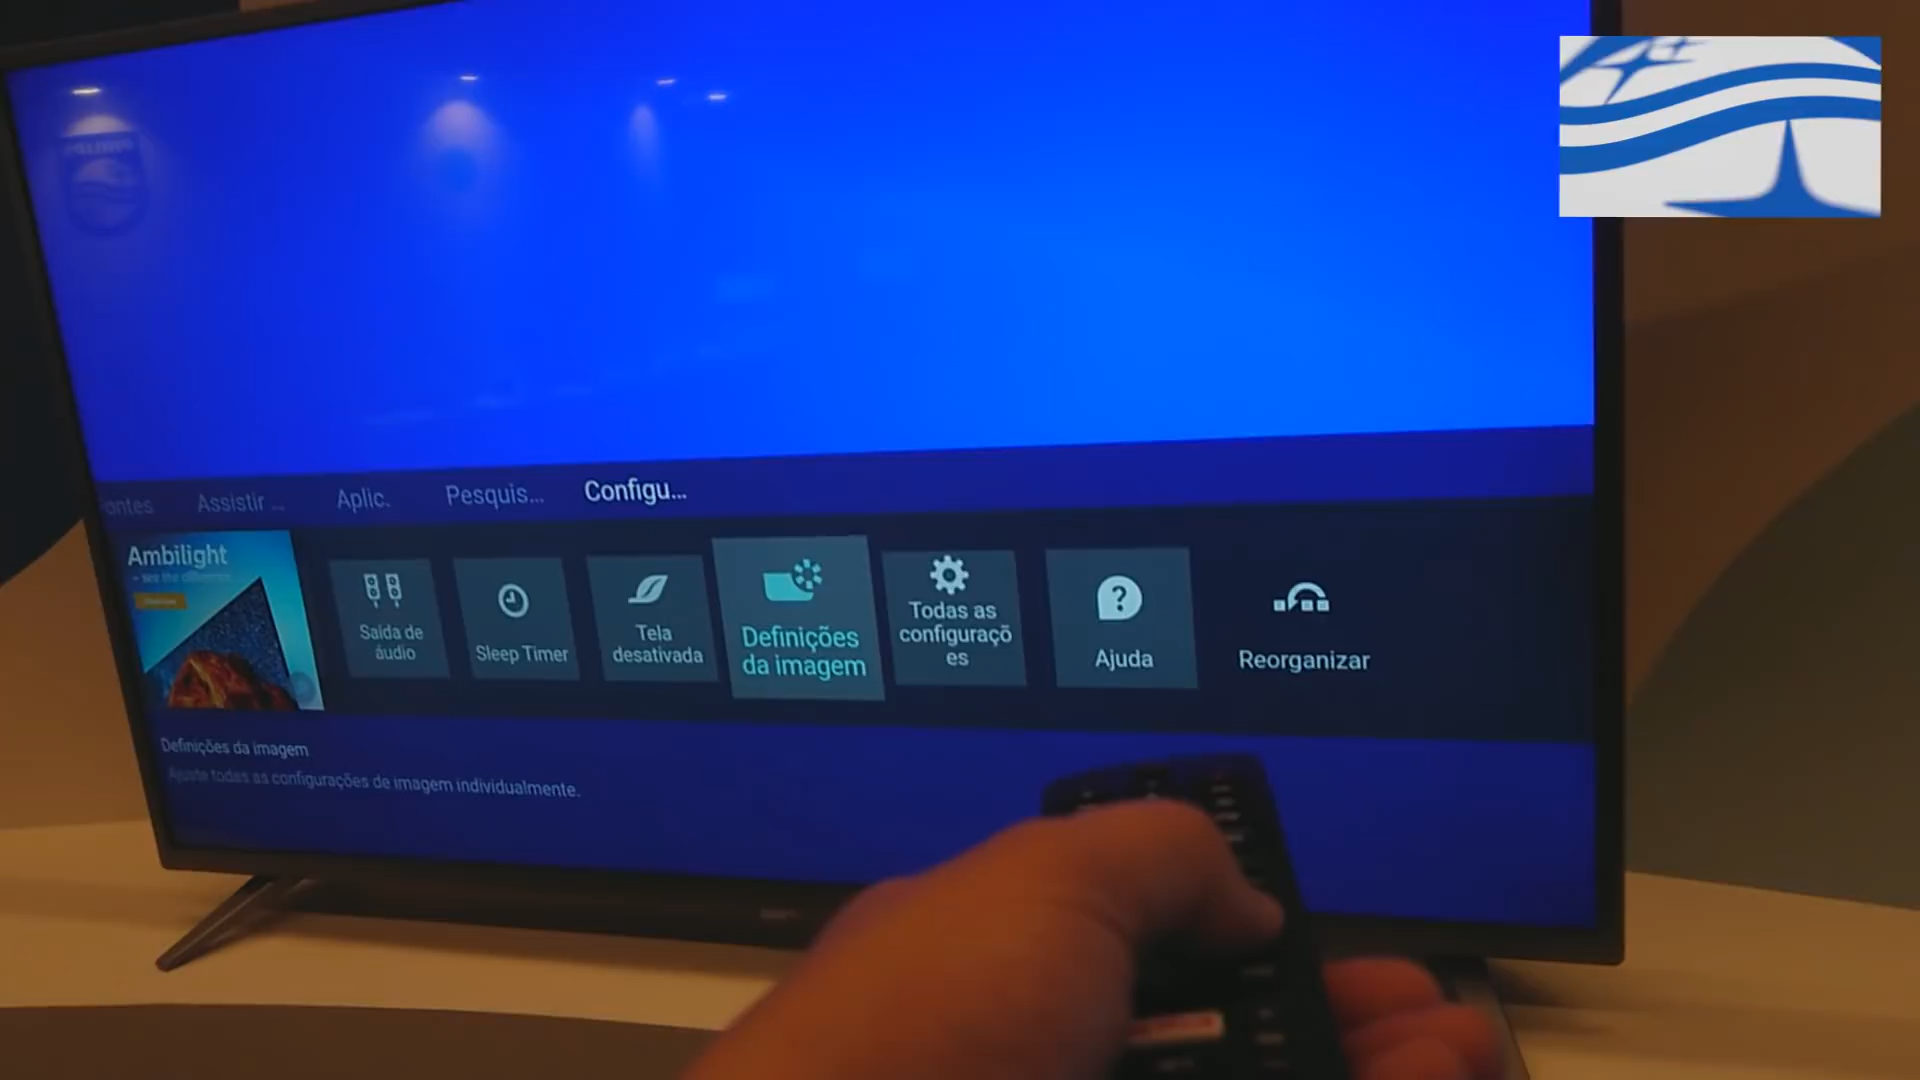 Assistir ...
Aplic.
Pesquis...
Configu...
Ambilight
Saída de
áudio
Sleep Timer
Tela
desativada
Definições
da imagem
Todas as
configuraçõ
es
Ajuda
Reorganizar
Definições da imagem
Ajuste todas as configurações de imagem individualmente.